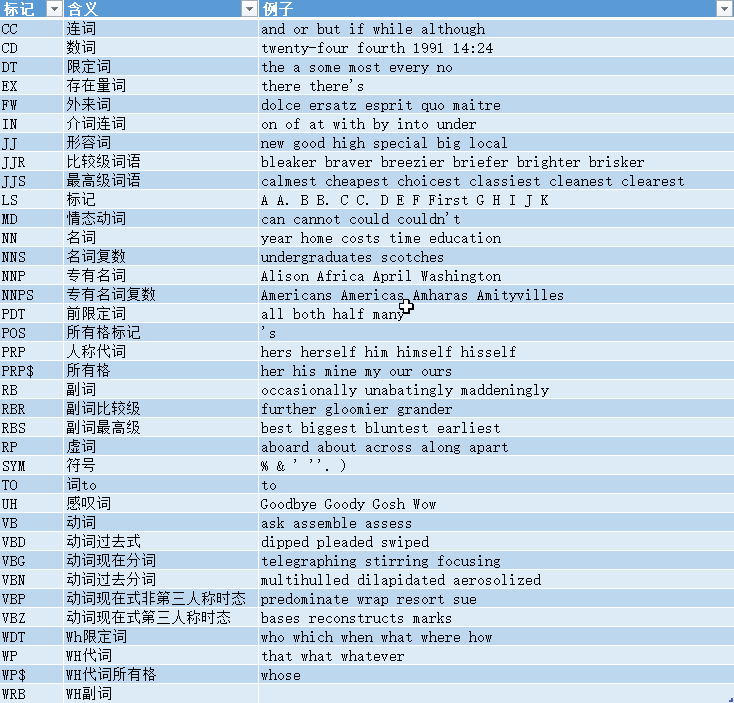 标记 含义 例子
CC 连词 and or but if while although
CD 数词 twenty-four fourth 1991 14:24
DT 限定词 the a some most every no
EX 存在量词 there there's
FW 外来词 dolce ersatz esprit quo maitre
IN 介词连词 on of at with by into under
JJ 形容词 new good high special big local
JJR 比较级词语 bleaker braver breezier briefer brighter brisker
JJS 最高级词语 calmest cheapest choicest classiest cleanest clearest
LS 标记 A A. B B. C C. D E F First G H I J K
MD 情态动词 can cannot could couldn't
NN 名词 year home costs time education
NNS 名词复数 undergraduates scotches
NNP 专有名词 Alison Africa April Washington
NNPS 专有名词复数 Americans Americas Amharas Amityvilles
PDT 前限定词 all both half many
POS 所有格标记 's
PRP 人称代词 hers herself him himself hisself
PRP$ 所有格 her his mine my our ours
RB 副词 occasionally unabatingly maddeningly
RBR 副词比较级 further gloomier grander
RBS 副词最高级 best biggest bluntest earliest
RP 虚词 aboard about across along apart
SYM 符号 % & ' ''. )
TO 词to to
UH 感叹词 Goodbye Goody Gosh Wow
VB 动词 ask assemble assess
VBD 动词过去式 dipped pleaded swiped
VBG 动词现在分词 telegraphing stirring focusing
VBN 动词过去分词 multihulled dilapidated aerosolized
VBP 动词现在式非第三人称时态 predominate wrap resort sue
VBZ 动词现在式第三人称时态 bases reconstructs marks
WDT Wh限定词 who which when what where how
WP WH代词 that what whatever
WP$ WH代词所有格 whose
WRB WH副词